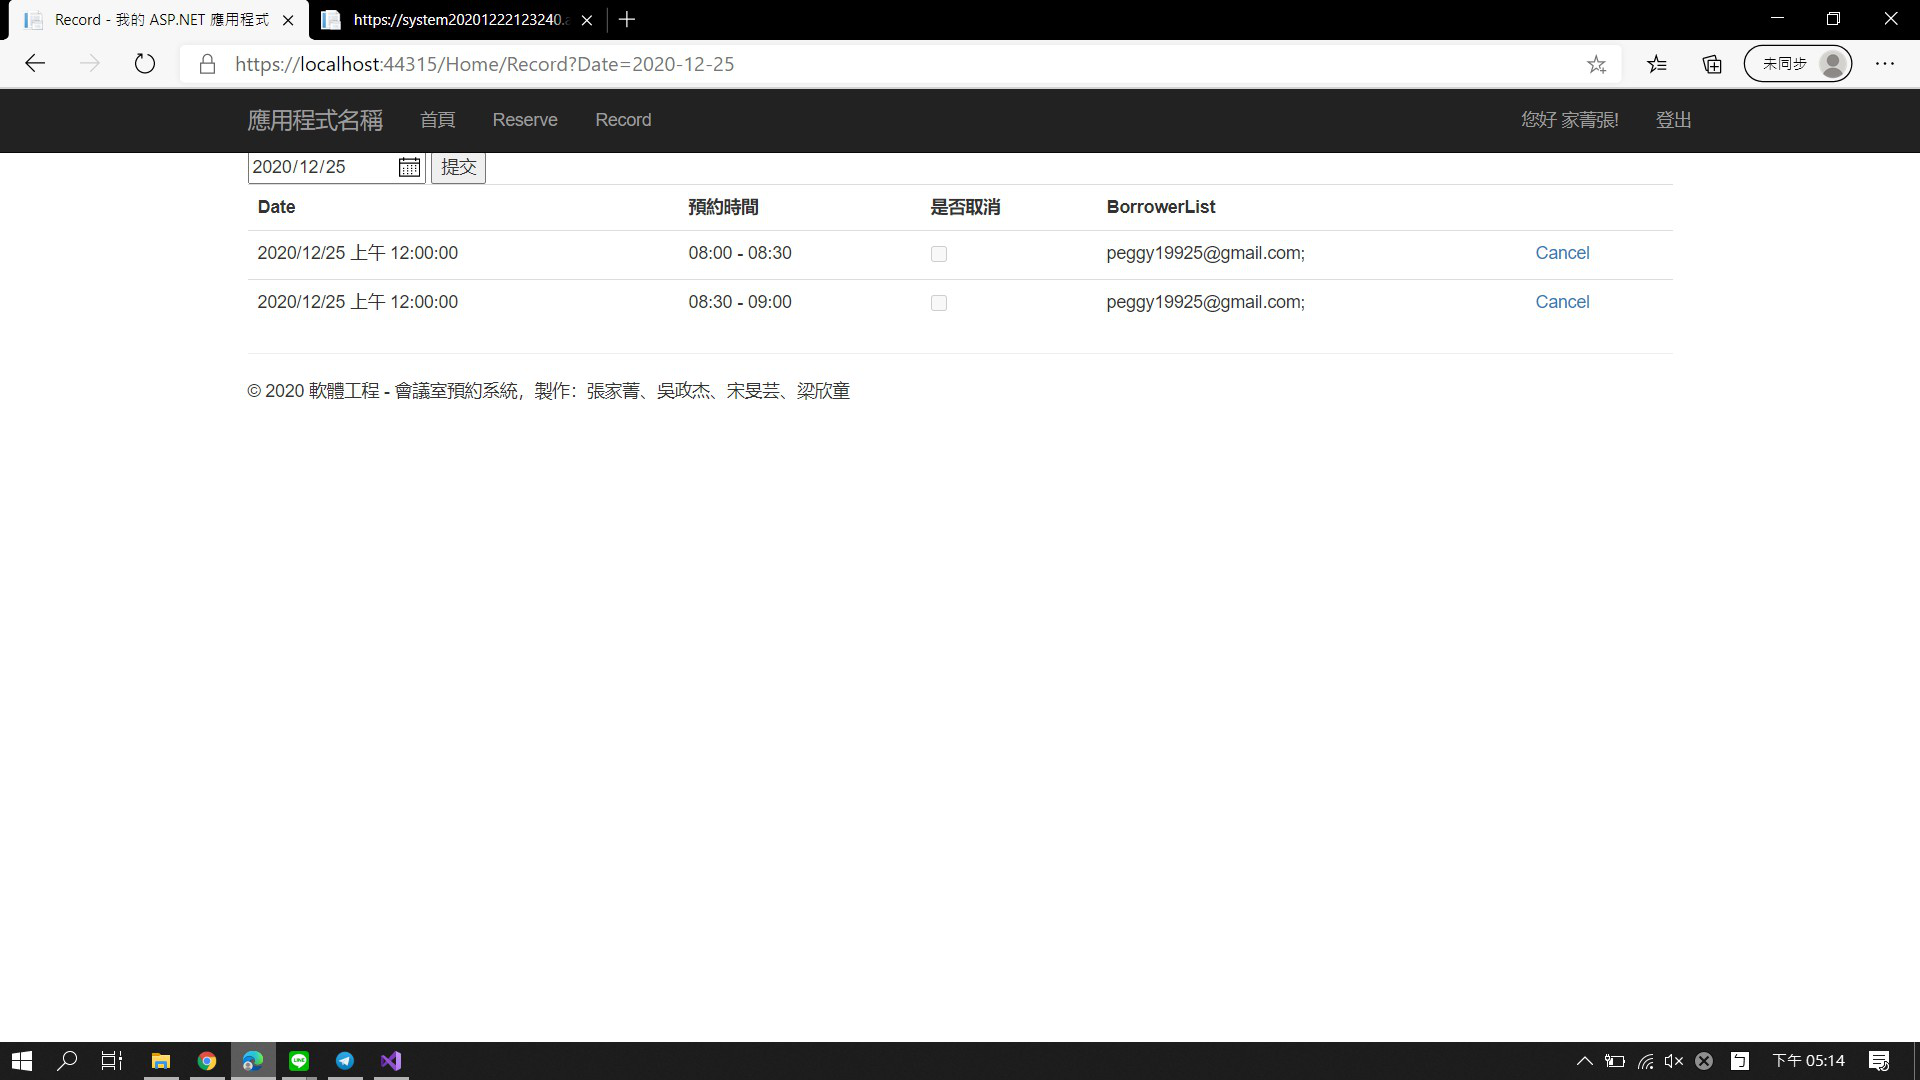 Record - 我的 ASP.NET 應用程式
https://system20201222123240.a
https://localhost:44315/Home/Record?Date=2020-12-25
未同步
應用程式名稱 首頁 Reserve Record 您好 家菁張! 登出
2020/12/25 提交
Date 預約時間 是否取消 BorrowerList
2020/12/25 上午 12:00:00 08:00 - 08:30 peggy19925@gmail.com; Cancel
2020/12/25 上午 12:00:00 08:30 - 09:00 peggy19925@gmail.com; Cancel
© 2020 軟體工程 - 會議室預約系統，製作：張家菁、吳政杰、宋旻芸、梁欣童
LINE
ㄅ
下午 05:14